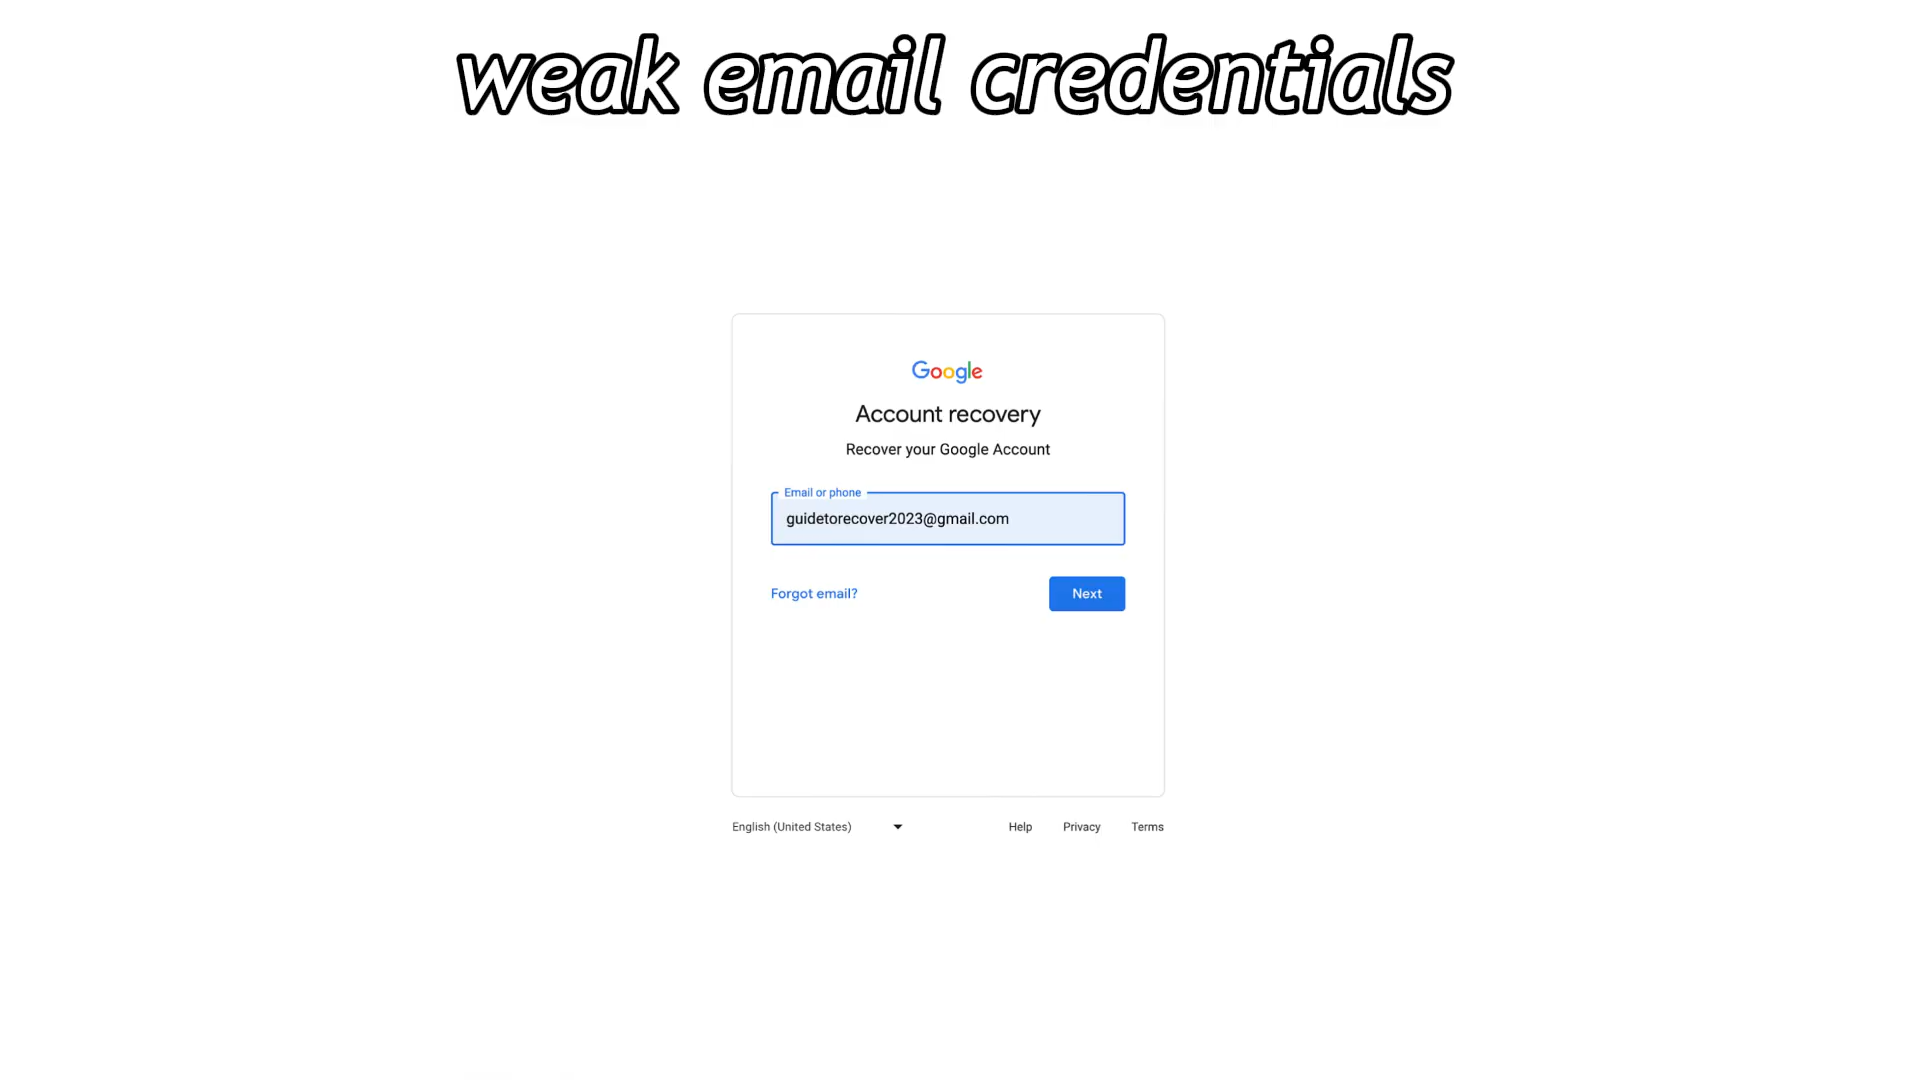 weak email credentials
Google
Account recovery
Recover your Google Account
Email or phone
guidetorecover2023@gmail.com
Forgot email? Next
English (United States) Help Privacy Terms